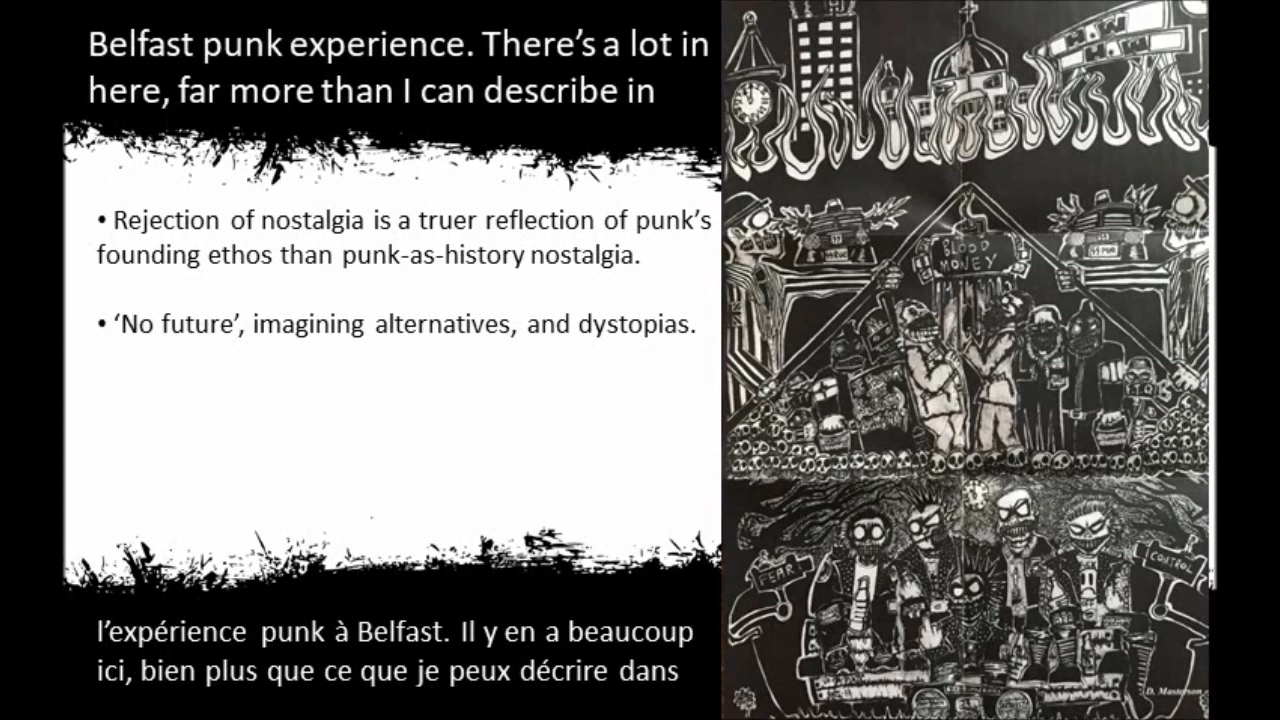 Belfast punk experience. There's a lot in
here, far more than I can describe in
• Rejection of nostalgia is a truer reflection of punk's
founding ethos than punk-as-history nostalgia.
• 'No future', imagining alternatives, and dystopias.
l'expérience punk à Belfast. Il y en a beaucoup
ici, bien plus que ce que je peux décrire dans
BLOOD
MONEY
FEAR
CONTROL
D. Masterson